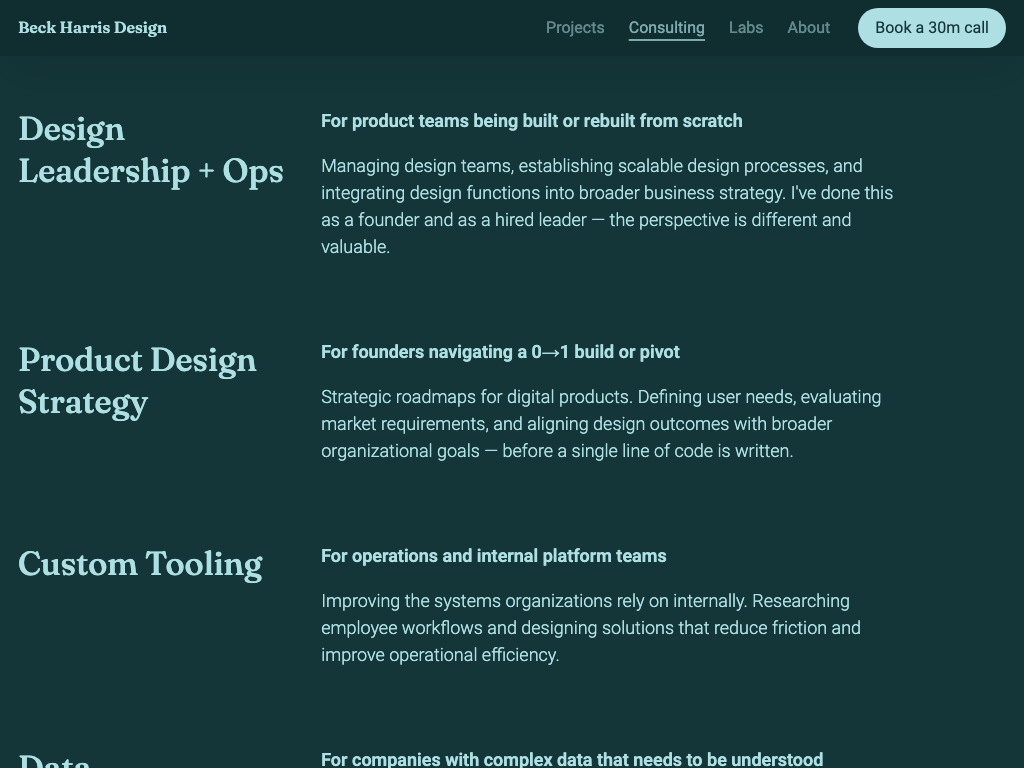 Beck Harris Design
Projects
Consulting
Labs
About
Book a 30m call
Design
Leadership + Ops
For product teams being built or rebuilt from scratch
Managing design teams, establishing scalable design processes, and
integrating design functions into broader business strategy. I've done this
as a founder and as a hired leader — the perspective is different and
valuable.
Product Design
Strategy
For founders navigating a 0→1 build or pivot
Strategic roadmaps for digital products. Defining user needs, evaluating
market requirements, and aligning design outcomes with broader
organizational goals — before a single line of code is written.
Custom Tooling
For operations and internal platform teams
Improving the systems organizations rely on internally. Researching
employee workflows and designing solutions that reduce friction and
improve operational efficiency.
Data
For companies with complex data that needs to be understood